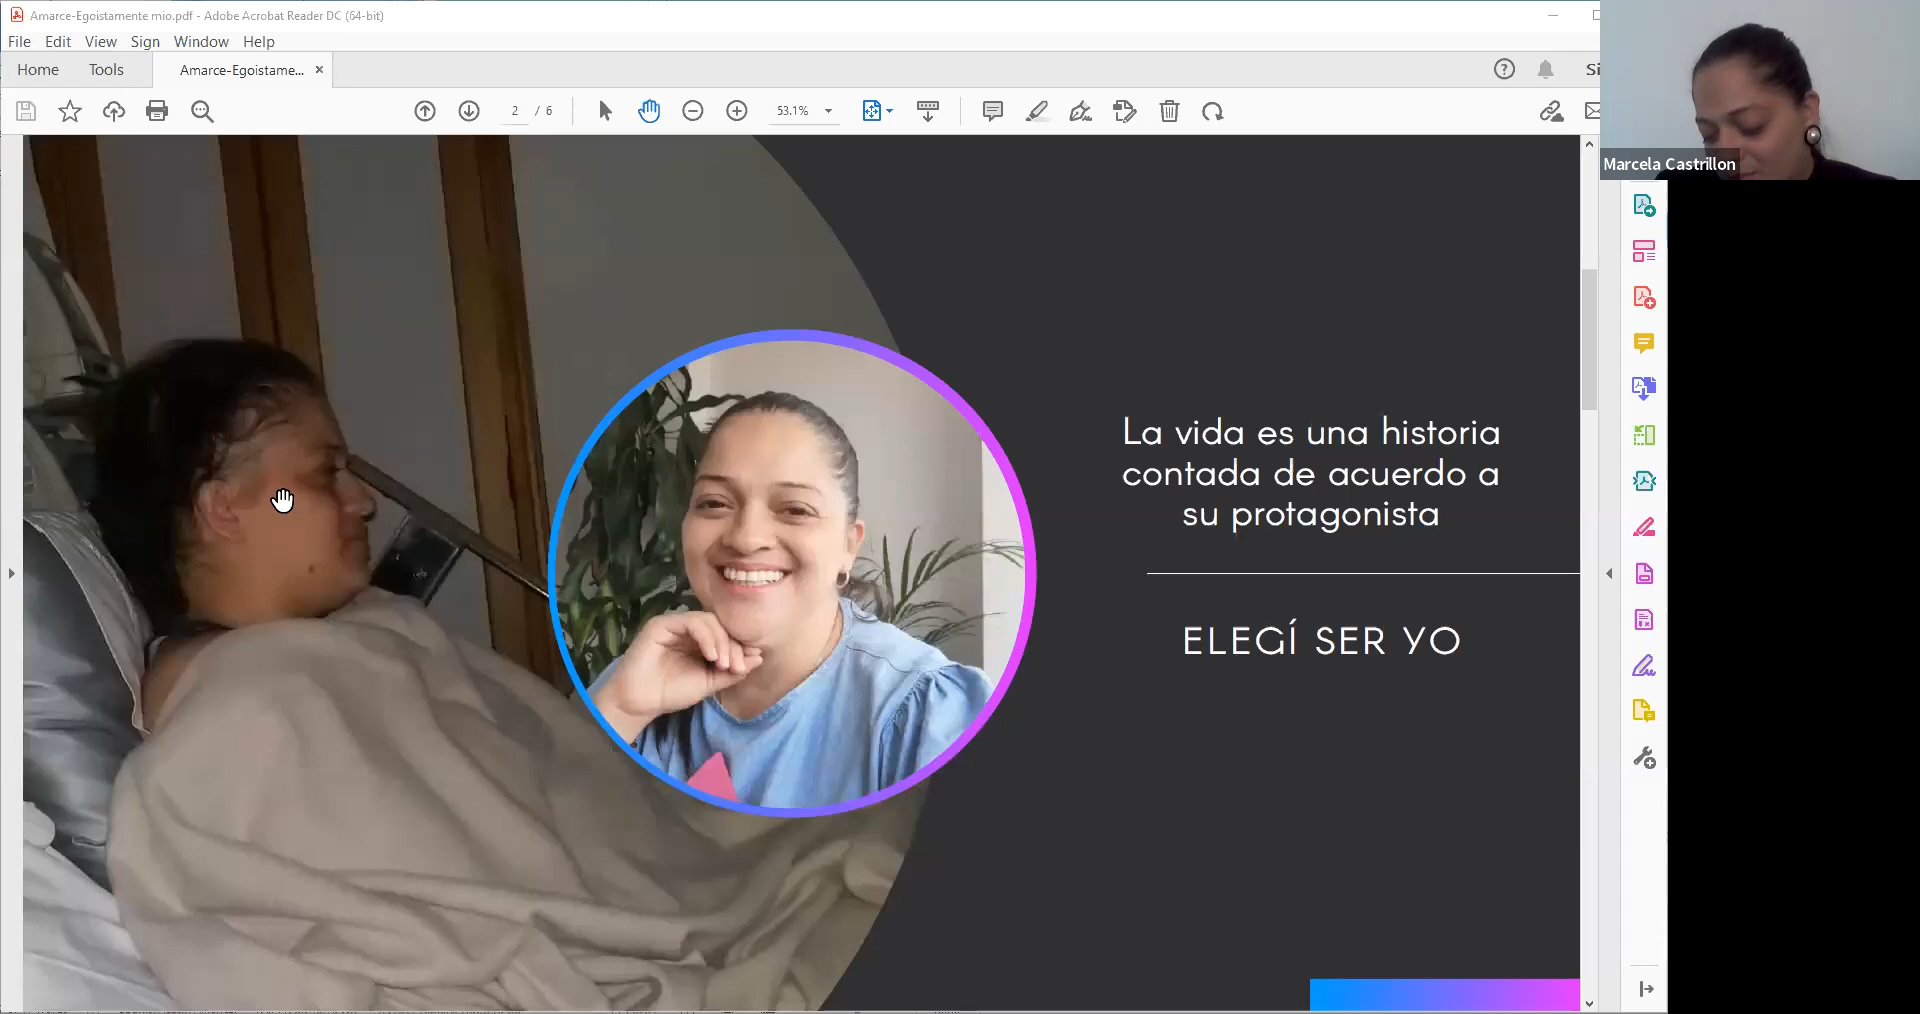 Amarce-Egoistamente mio.pdf - Adobe Acrobat Reader DC (64-bit)
File Edit View Sign Window Help
Home Tools Amarce-Egoistame... ×
2 / 6 53.1%
Marcela Castrillon
La vida es una historia
contada de acuerdo a
su protagonista
ELEGÍ SER YO